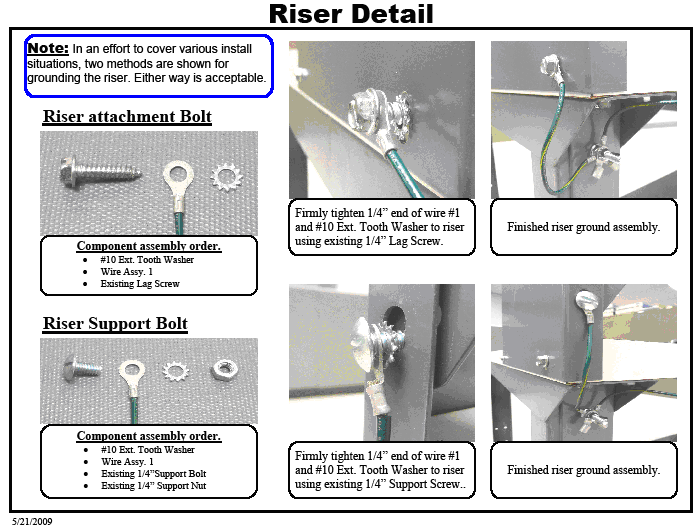 Riser Detail
Note: In an effort to cover various install
situations, two methods are shown for
grounding the riser. Either way is acceptable.
Riser attachment Bolt
Component assembly order.
• #10 Ext. Tooth Washer
• Wire Assy. 1
• Existing Lag Screw
Firmly tighten 1/4” end of wire #1
and #10 Ext. Tooth Washer to riser
using existing 1/4” Lag Screw.
Finished riser ground assembly.
Riser Support Bolt
Component assembly order.
• #10 Ext. Tooth Washer
• Wire Assy. 1
• Existing 1/4”Support Bolt
• Existing 1/4” Support Nut
Firmly tighten 1/4” end of wire #1
and #10 Ext. Tooth Washer to riser
using existing 1/4” Support Screw..
Finished riser ground assembly.
5/21/2009